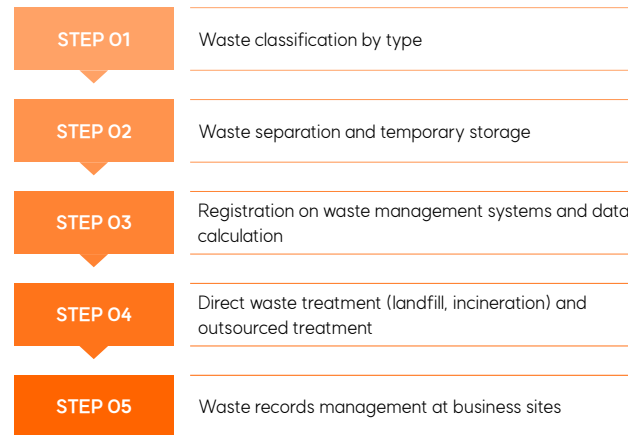 STEP 01
Waste classification by type
STEP 02
Waste separation and temporary storage
STEP 03
Registration on waste management systems and data
calculation
STEP 04
Direct waste treatment (landfill, incineration) and
outsourced treatment
STEP 05
Waste records management at business sites